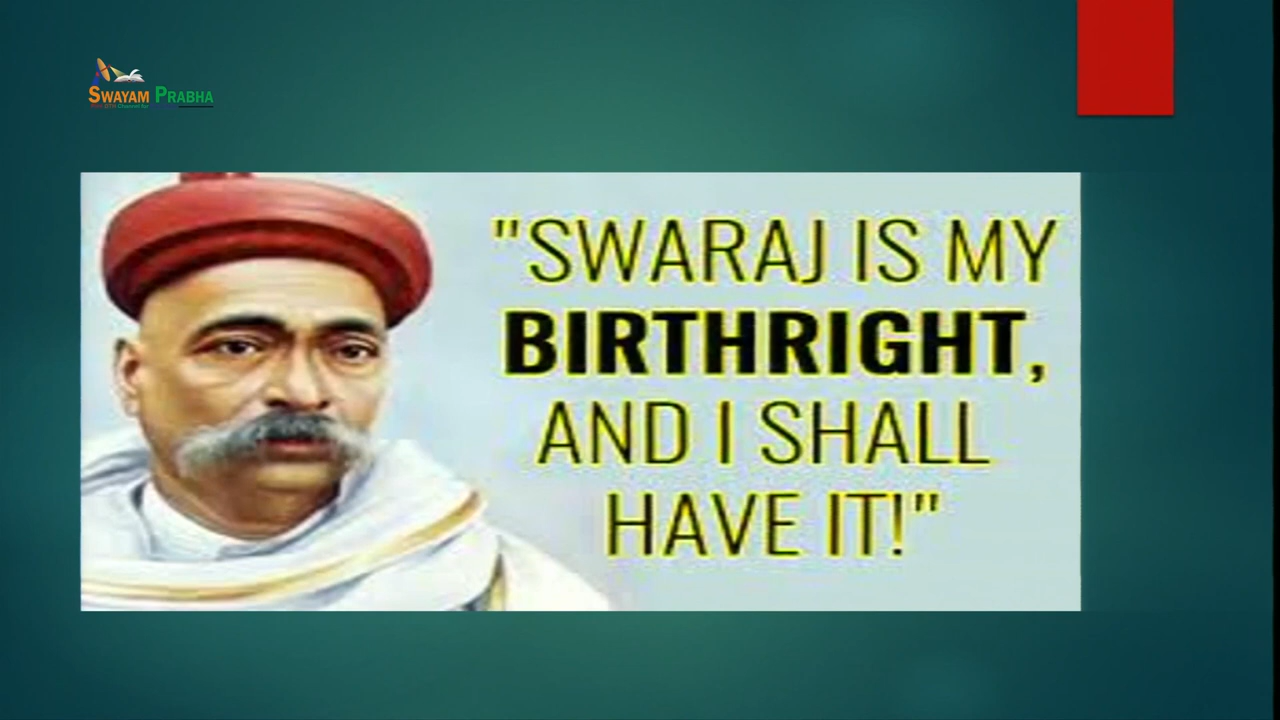 SWAYAM PRABHA
"SWARAJ IS MY
BIRTHRIGHT,
AND I SHALL
HAVE IT!"